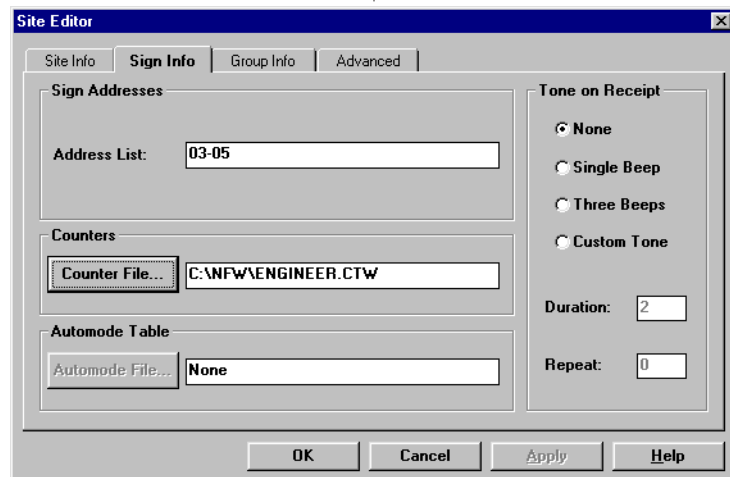 Site Editor
Site Info
Sign Info
Group Info
Advanced
Sign Addresses
Address List: 03-05
Counters
Counter File... C:\NFW\ENGINEER.CTW
Automode Table
Automode File... None
Tone on Receipt
None
Single Beep
Three Beeps
Custom Tone
Duration: 2
Repeat: 0
OK
Cancel
Apply
Help